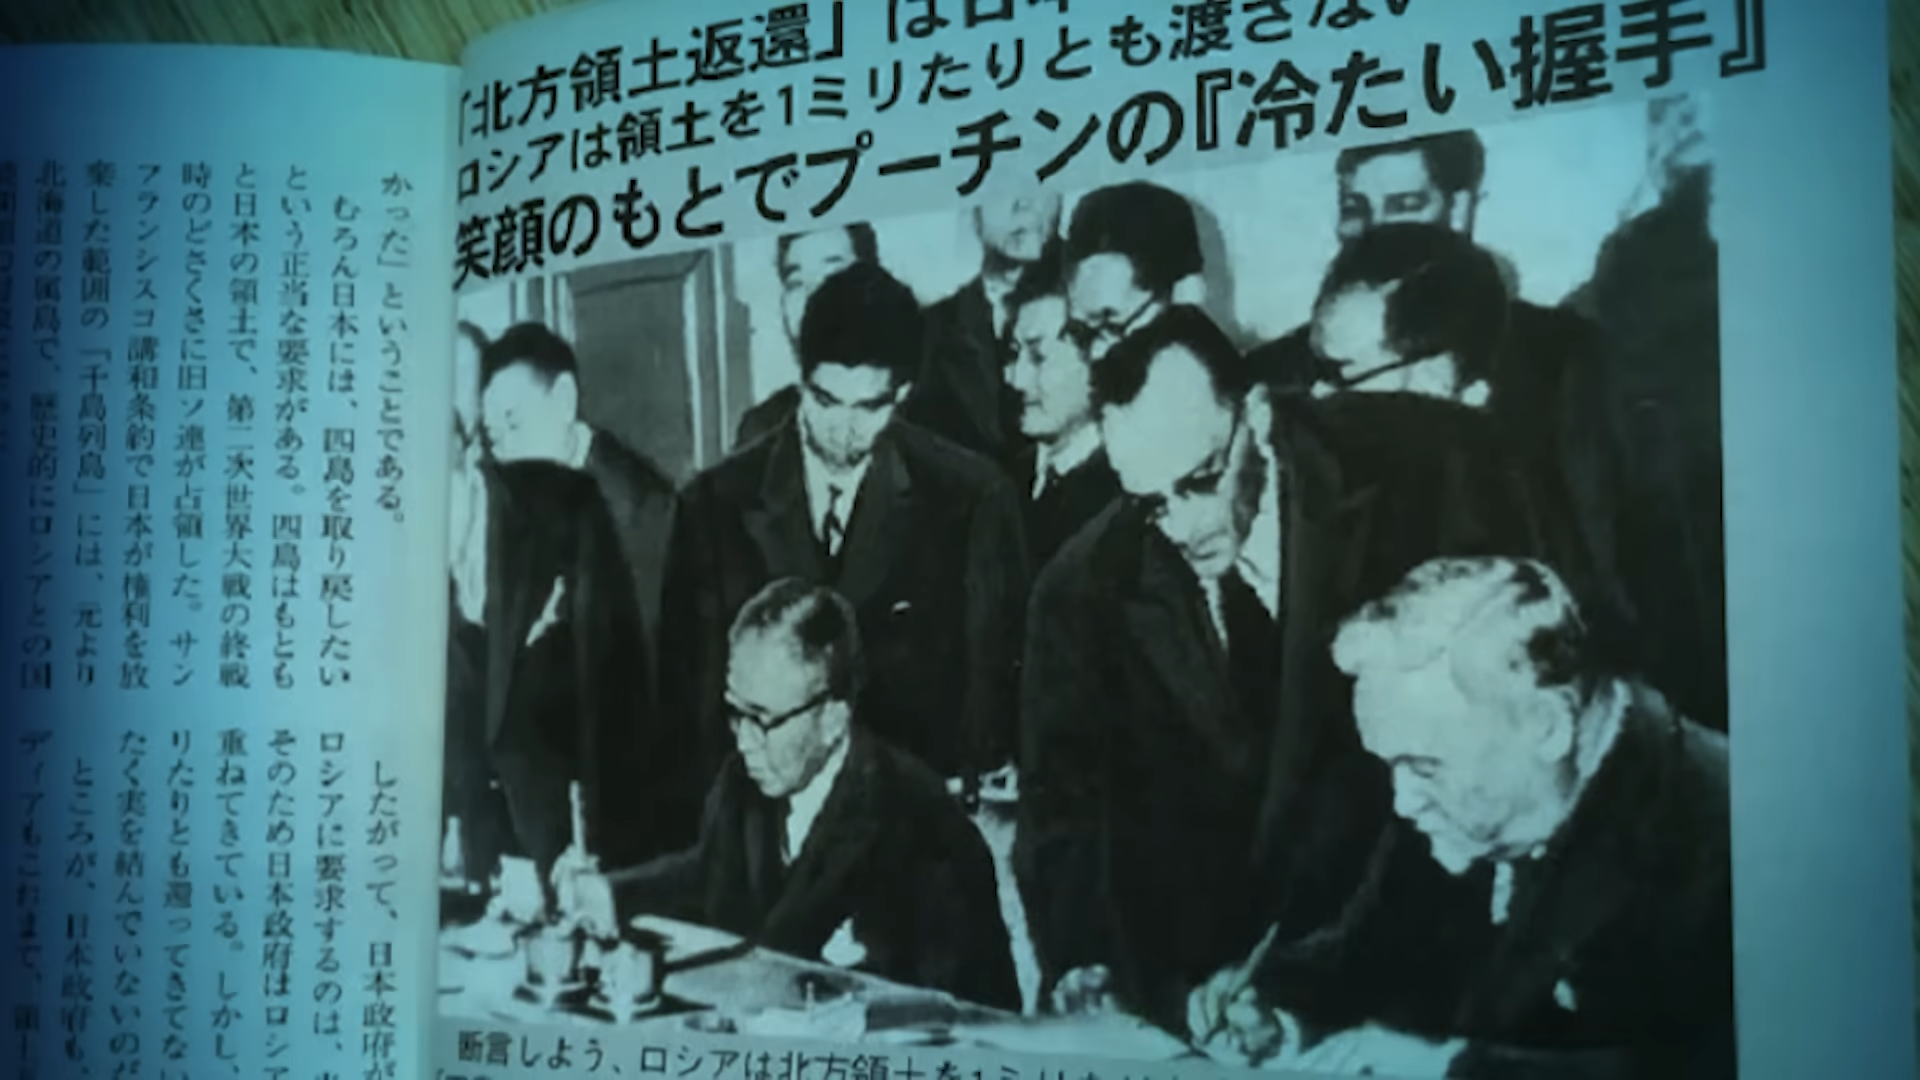 「北方領土返還」は日本
ロシアは領土を1ミリたりとも渡さない
笑顔のもとでプーチンの『冷たい握手』
かった」ということである。
むろん日本には、四島を取り戻したい
という正当な要求がある。四島はもとも
と日本の領土で、第二次世界大戦の終戦
時のどさくさに旧ソ連が占領した。サン
フランシスコ講和条約で日本が権利を放
棄した範囲の「千島列島」には、元より
北海道の属島で、歴史的にロシアとの国
したがって、日本政府が
ロシアに要求するのは、
そのため日本政府はロシア
重ねてきている。しかし、
りたりとも還ってきてない
たく実を結んでいないのだ
ところが、日本政府も、
ディアもこれまで、領
断言しよう、ロシアは北方領土を1ミリ